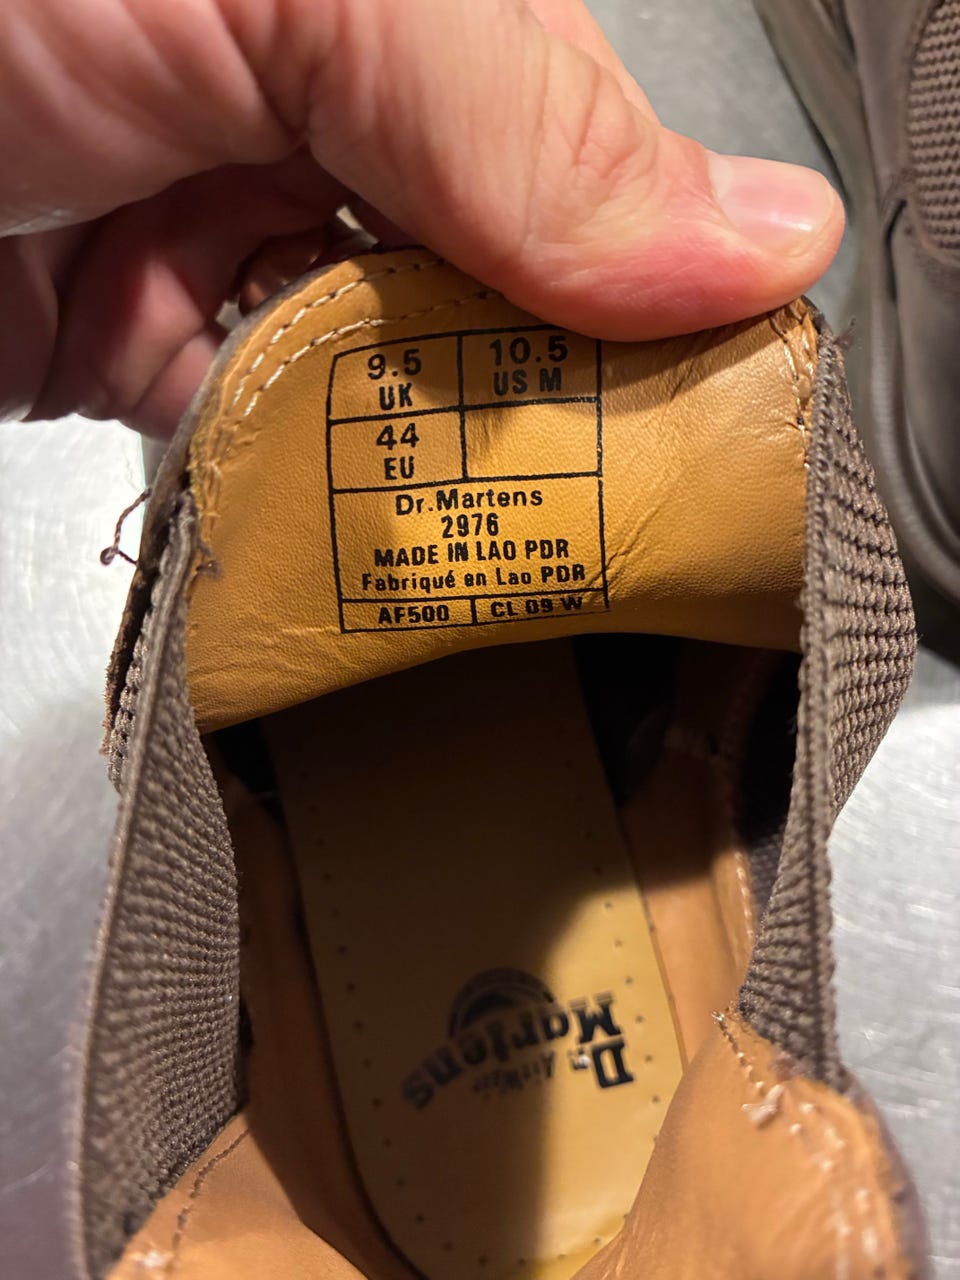 9.5 10.5
UK US M
44
EU
Dr.Martens
2976
MADE IN LAO PDR
Fabriqué en Lao PDR
AF500 CL 09 W
Dr.
Martens
AirWair